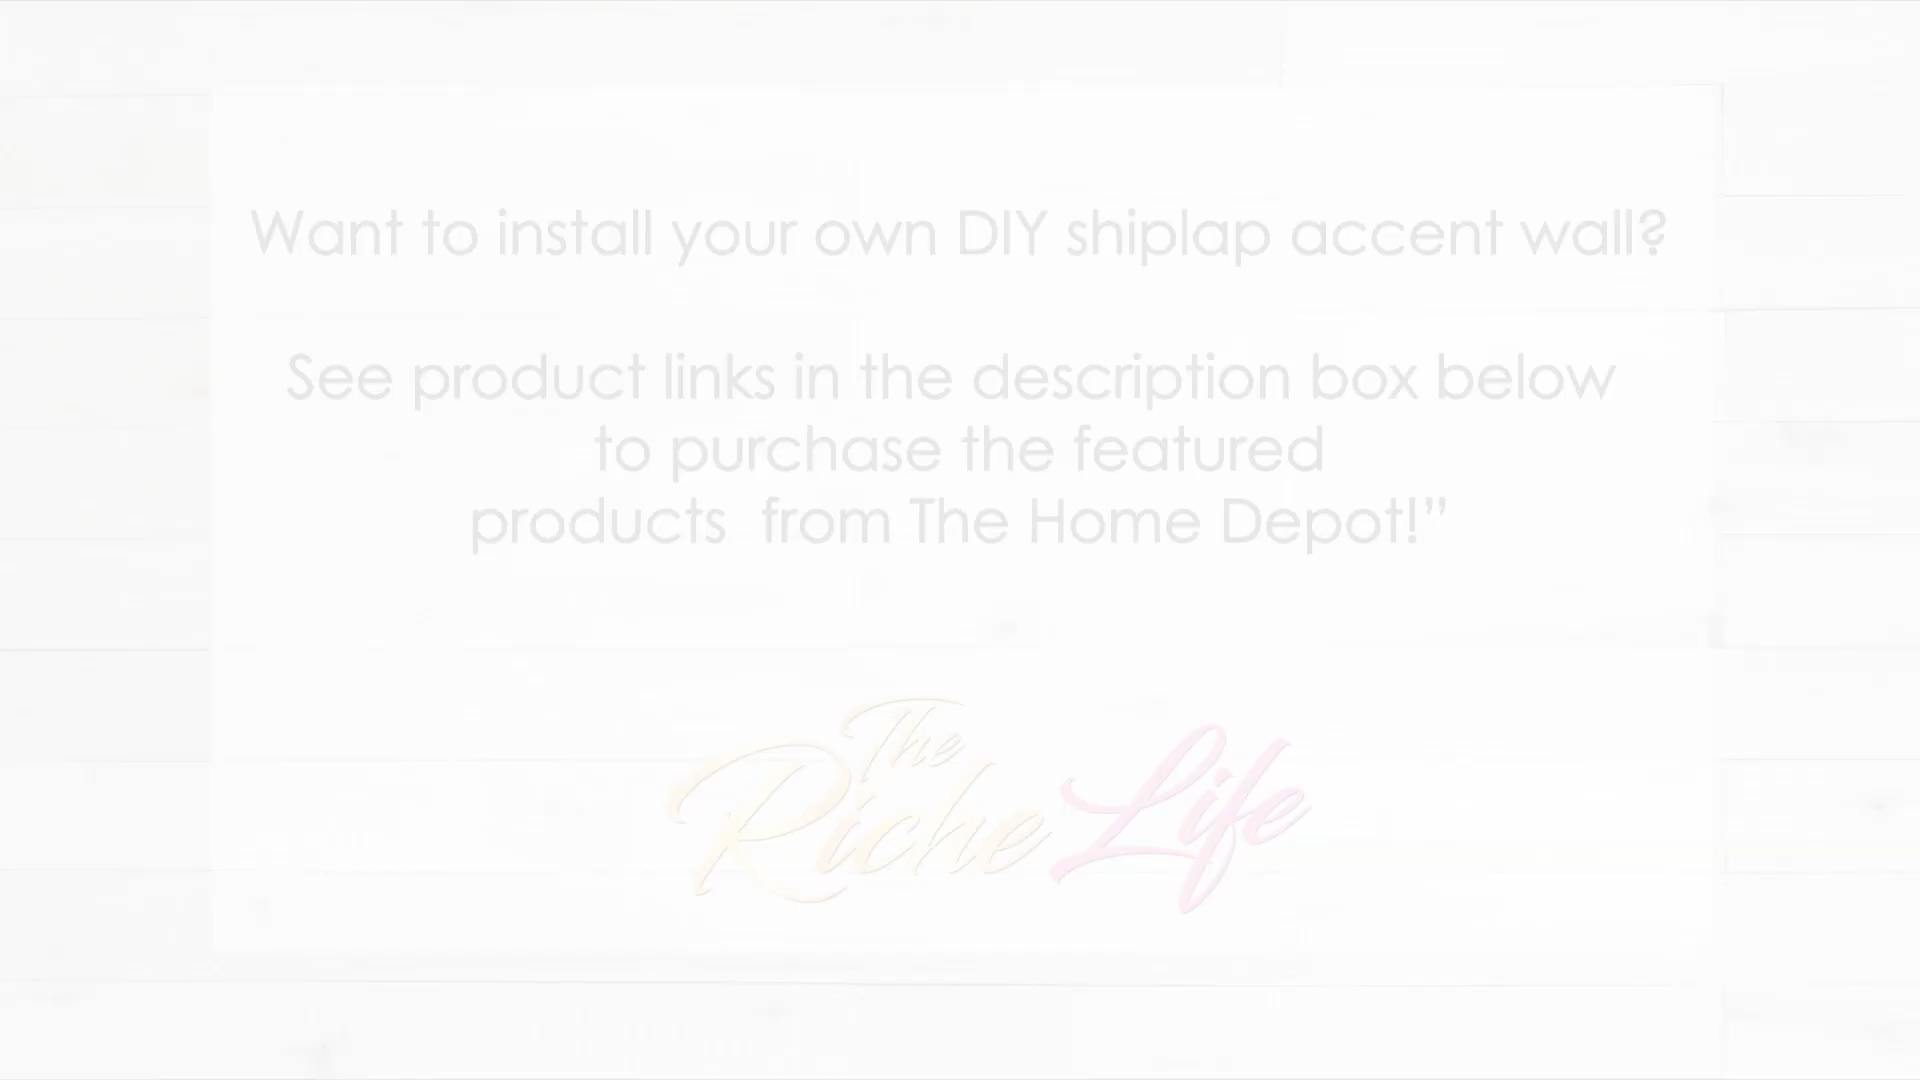 Want to install your own DIY shiplap accent wall?
See product links in the description box below
to purchase the featured
products  from The Home Depot!”
The
Riche Life